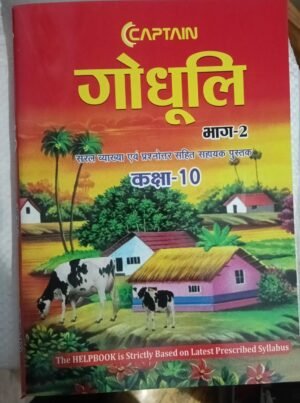 CAPTAIN
गोधूलि
भाग-2
सरल व्याख्या एवं प्रश्नोत्तर सहित सहायक पुस्तक
कक्षा-10
The HELPBOOK is Strictly Based on Latest Prescribed Syllabus